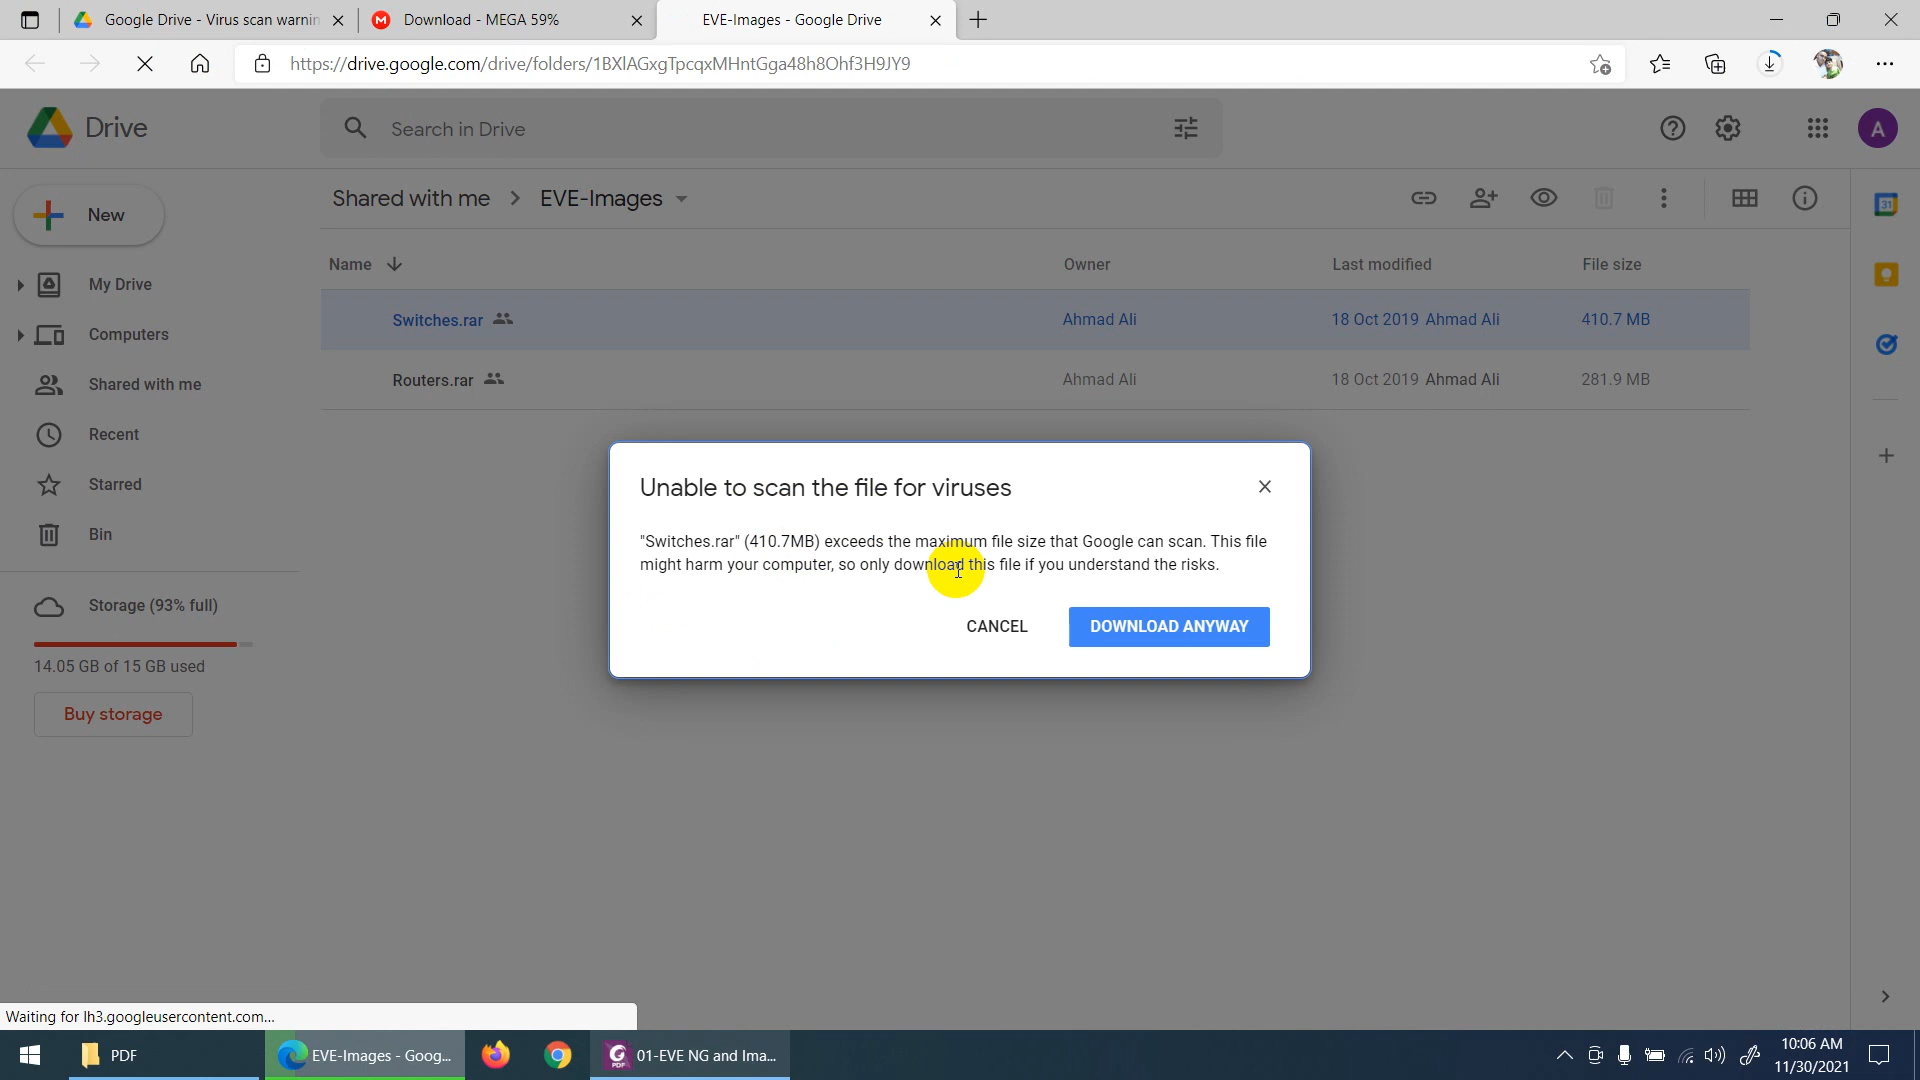 Google Drive - Virus scan warnin
Download - MEGA 59%
EVE-Images - Google Drive
https://drive.google.com/drive/folders/1BXlAGxgTpcqxMHntGga48h8Ohf3H9JY9
Drive
Search in Drive
A
New
Shared with me
EVE-Images
31
My Drive
Computers
Shared with me
Recent
Starred
Bin
Storage (93% full)
14.05 GB of 15 GB used
Buy storage
Name
Owner
Last modified
File size
Switches.rar
Ahmad Ali
18 Oct 2019 Ahmad Ali
410.7 MB
Routers.rar
Ahmad Ali
18 Oct 2019 Ahmad Ali
281.9 MB
Unable to scan the file for viruses
"Switches.rar" (410.7MB) exceeds the maximum file size that Google can scan. This file
might harm your computer, so only download this file if you understand the risks.
CANCEL
DOWNLOAD ANYWAY
Waiting for lh3.googleusercontent.com...
PDF
EVE-Images - Goog...
PDF
01-EVE NG and Ima...
10:06 AM
11/30/2021